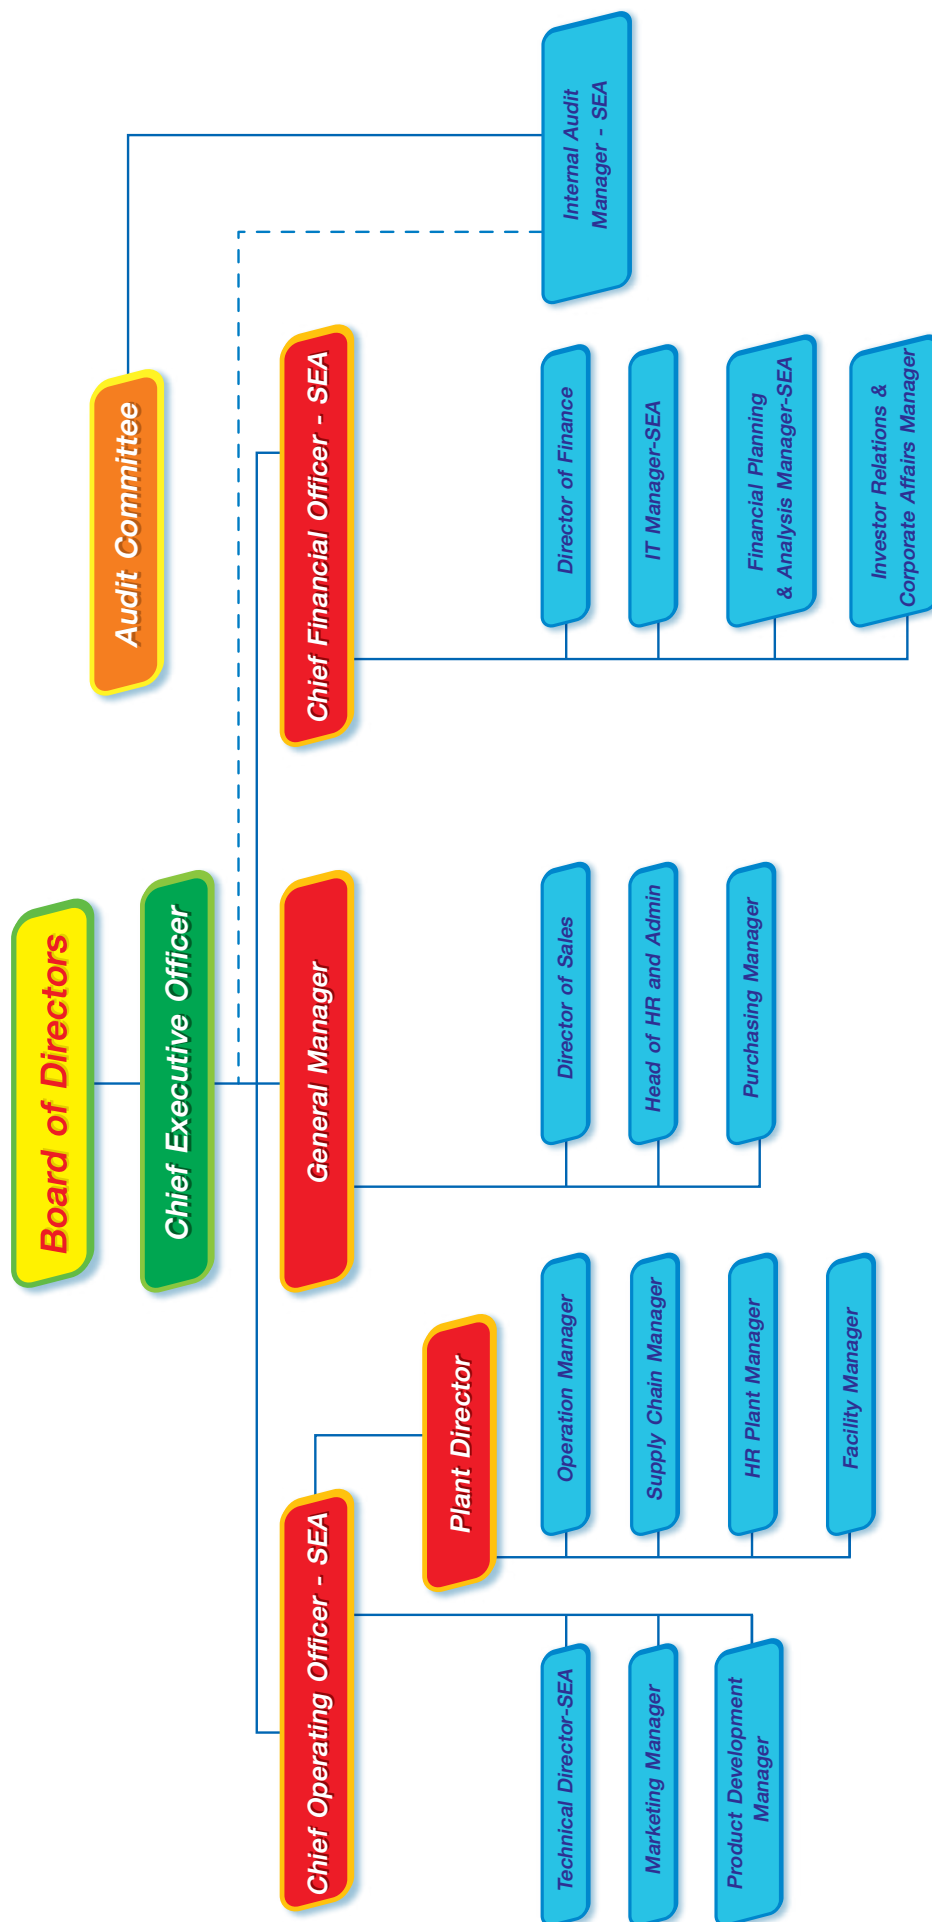 Board of Directors
Audit Committee
Chief Executive Officer
Chief Operating Officer - SEA
General Manager
Chief Financial Officer - SEA
Plant Director
Technical Director-SEA
Marketing Manager
Product Development
Manager
Operation Manager
Supply Chain Manager
HR Plant Manager
Facility Manager
Director of Sales
Head of HR and Admin
Purchasing Manager
Director of Finance
IT Manager-SEA
Financial Planning
& Analysis Manager-SEA
Investor Relations &
Corporate Affairs Manager
Internal Audit
Manager - SEA